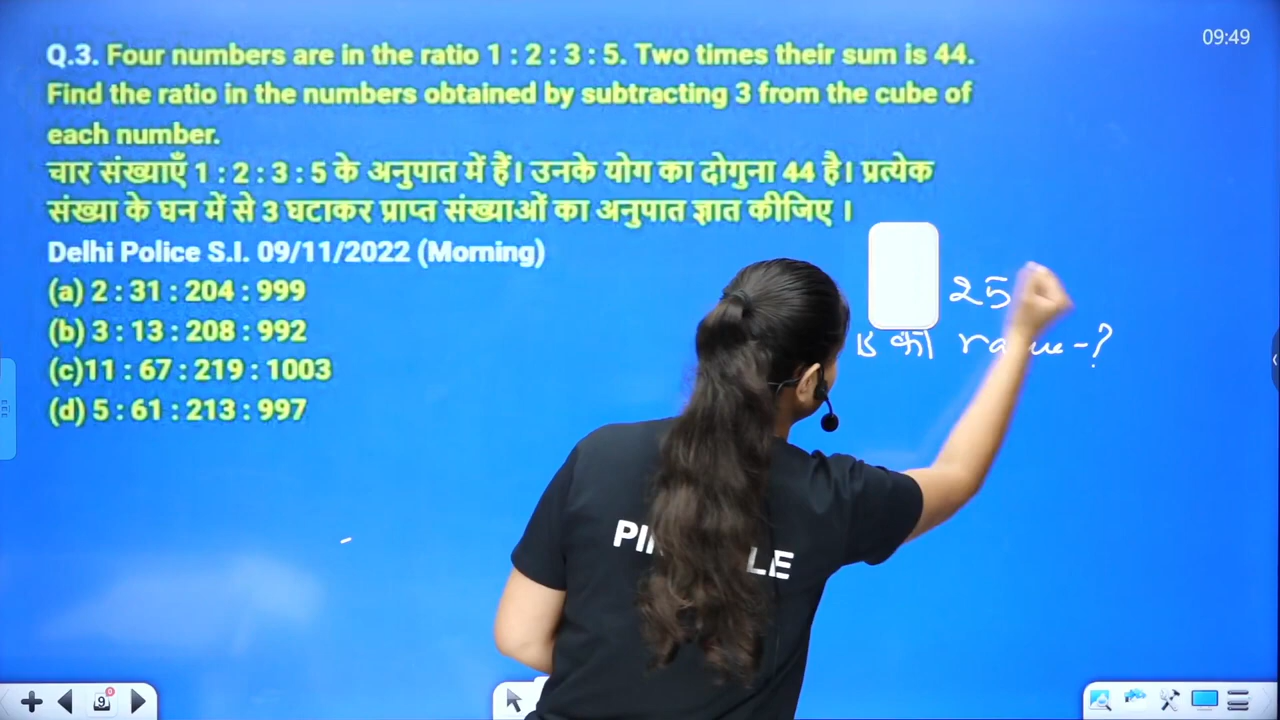 09:49
Q.3. Four numbers are in the ratio 1 : 2 : 3 : 5. Two times their sum is 44.
Find the ratio in the numbers obtained by subtracting 3 from the cube of
each number.
चार संख्याएँ 1 : 2 : 3 : 5 के अनुपात में हैं। उनके योग का दोगुना 44 है। प्रत्येक
संख्या के घन में से 3 घटाकर प्राप्त संख्याओं का अनुपात ज्ञात कीजिए ।
Delhi Police S.I. 09/11/2022 (Morning)
(a) 2 : 31 : 204 : 999
(b) 3 : 13 : 208 : 992
(c)11 : 67 : 219 : 1003
(d) 5 : 61 : 213 : 997
25
की
9